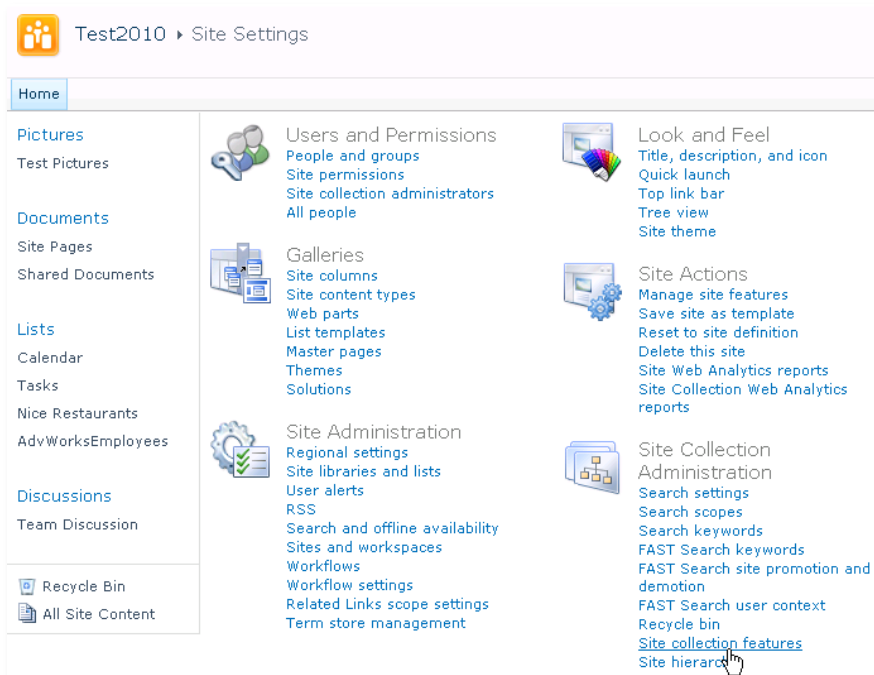 Test2010 ▸ Site Settings
Home
Pictures
Test Pictures
Documents
Site Pages
Shared Documents
Lists
Calendar
Tasks
Nice Restaurants
AdvWorksEmployees
Discussions
Team Discussion
Recycle Bin
All Site Content
Users and Permissions
People and groups
Site permissions
Site collection administrators
All people
Galleries
Site columns
Site content types
Web parts
List templates
Master pages
Themes
Solutions
Site Administration
Regional settings
Site libraries and lists
User alerts
RSS
Search and offline availability
Sites and workspaces
Workflows
Workflow settings
Related Links scope settings
Term store management
Look and Feel
Title, description, and icon
Quick launch
Top link bar
Tree view
Site theme
Site Actions
Manage site features
Save site as template
Reset to site definition
Delete this site
Site Web Analytics reports
Site Collection Web Analytics
reports
Site Collection
Administration
Search settings
Search scopes
Search keywords
FAST Search keywords
FAST Search site promotion and
demotion
FAST Search user context
Recycle bin
Site collection features
Site